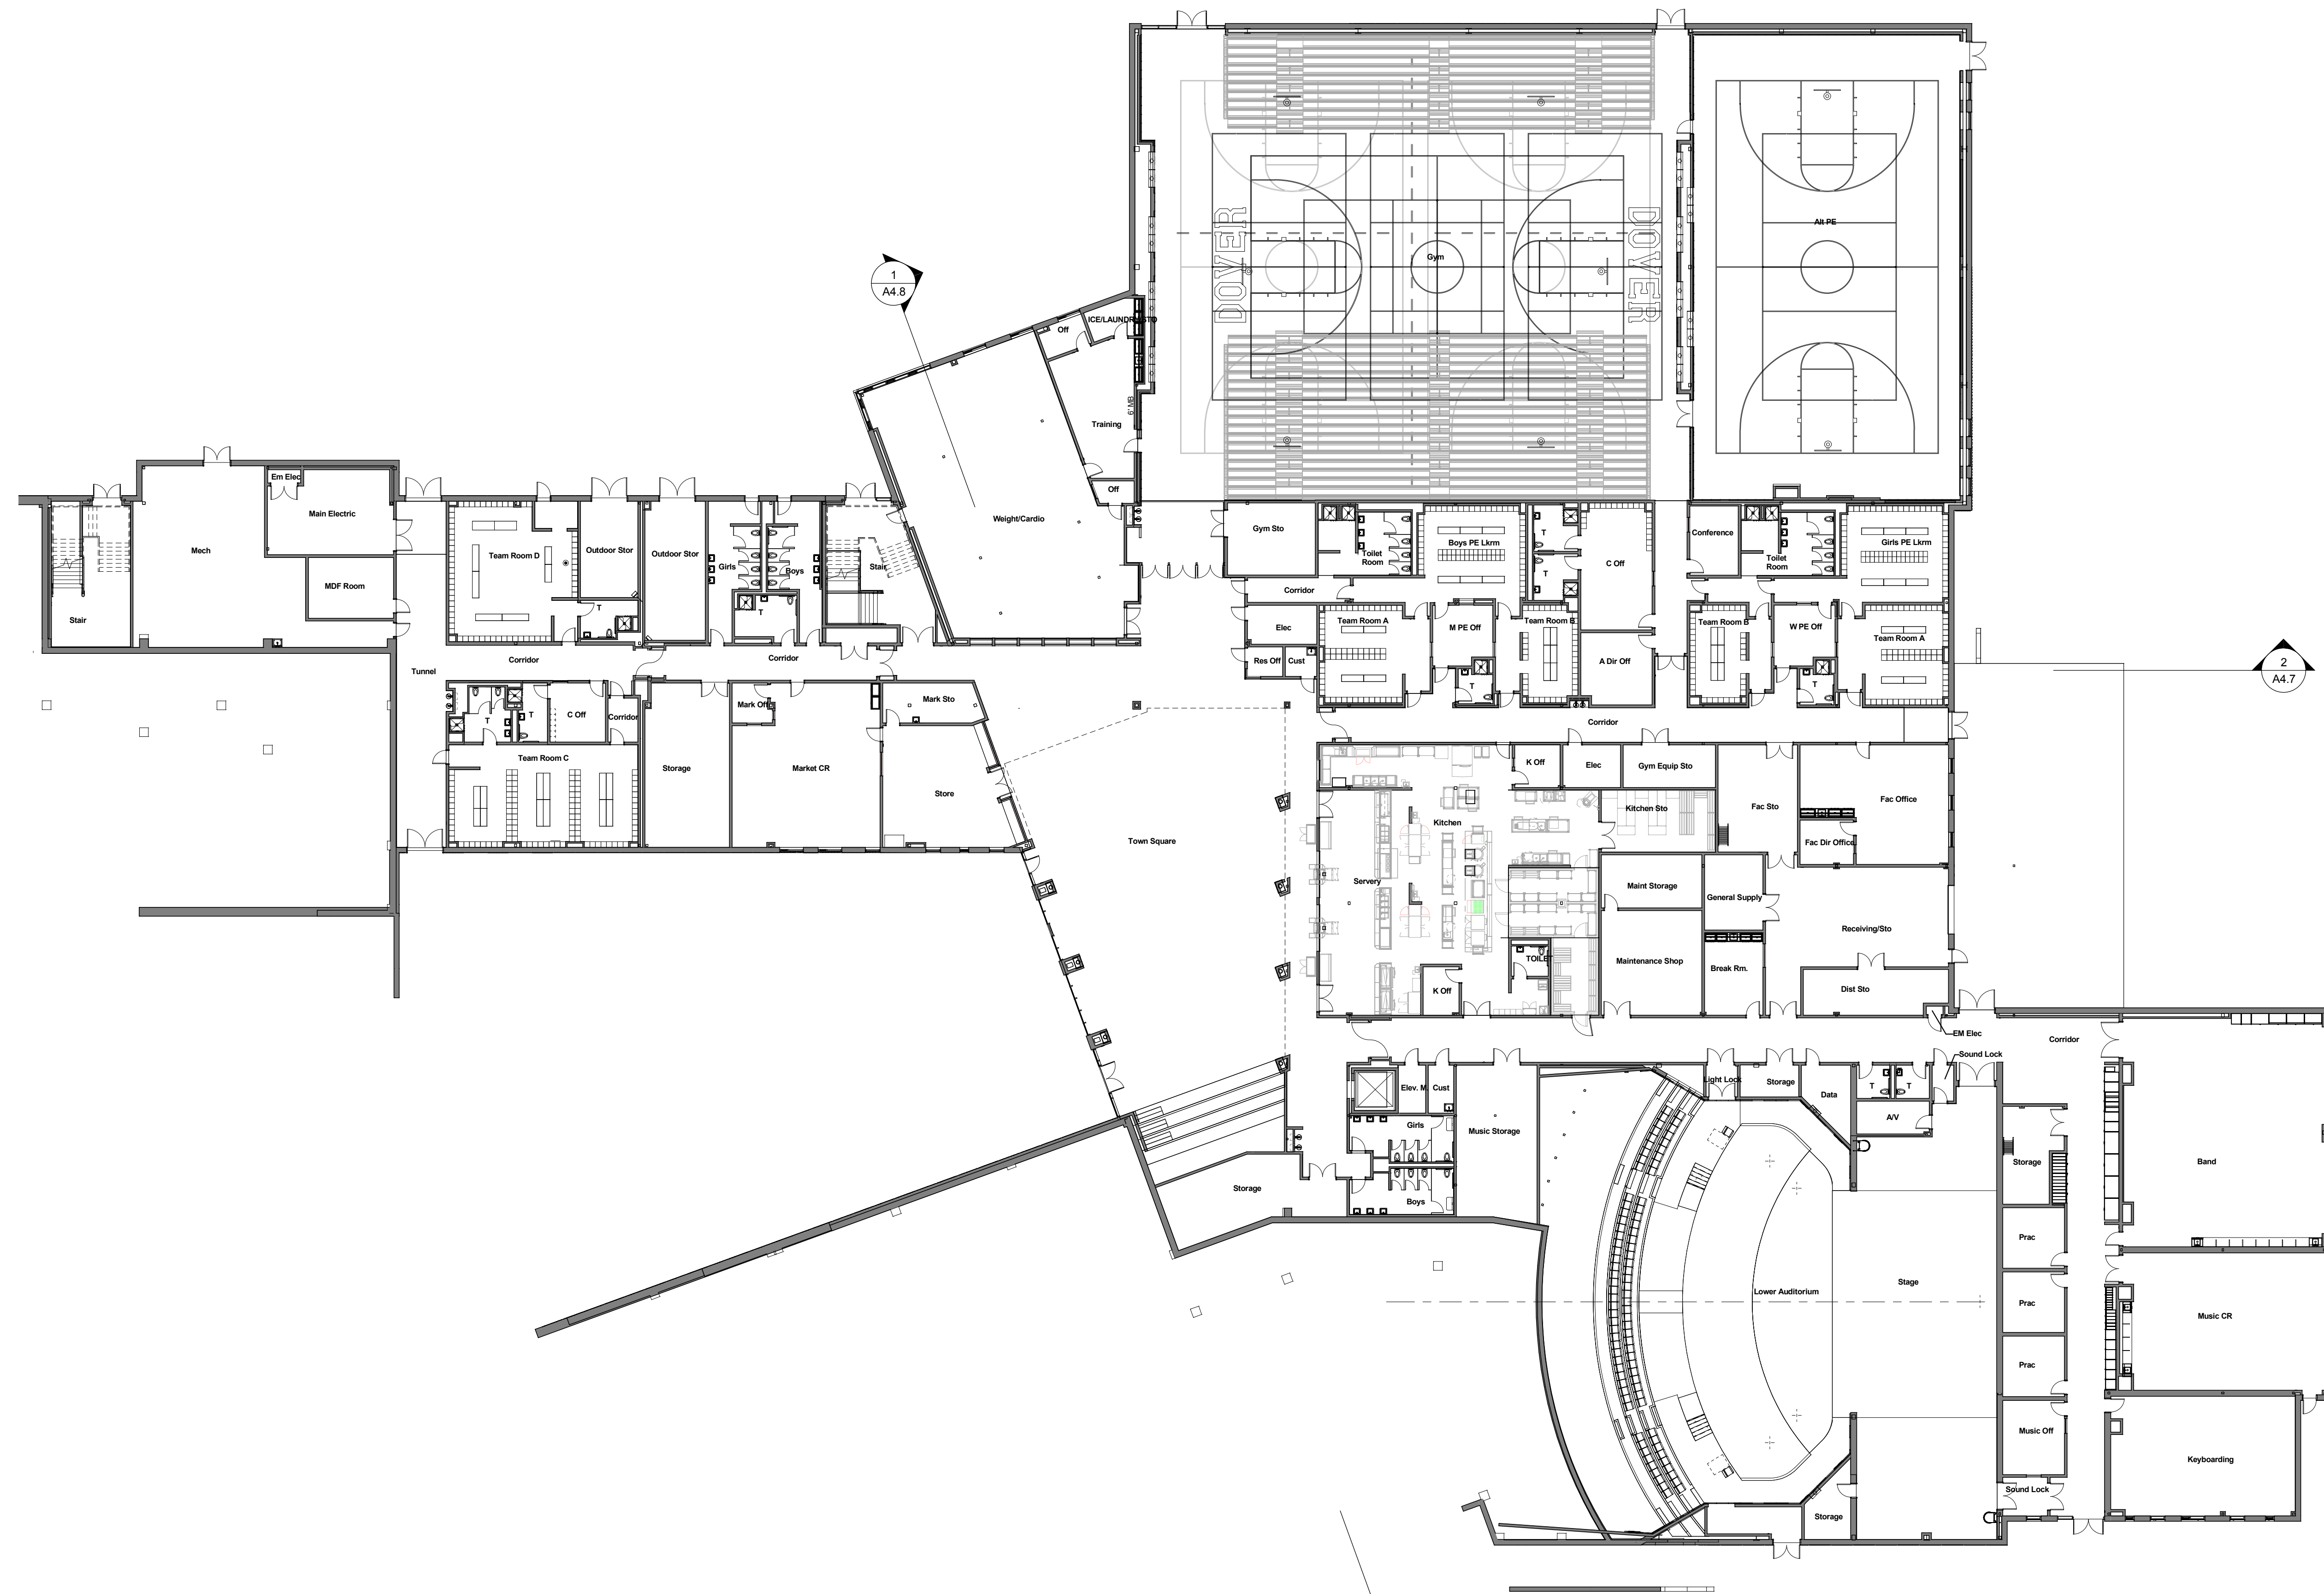 Alt PE
DOVER
DOVER
Gym
1
A4.8
ICE/LAUNDRY STO
Off
6' MB
Training
Em Elec
Off
Main Electric
Weight/Cardio
Gym Sto
Conference
Mech
Team Room D
Outdoor Stor
Outdoor Stor
Toilet
Room
Boys PE Lkrm
T
Toilet
Room
Girls PE Lkrm
Girls
Boys
Stair
C Off
MDF Room
T
Corridor
T
T
Stair
Elec
Team Room A
M PE Off
Team Room B
Team Room B
W PE Off
Team Room A
Corridor
Corridor
Res Off
Cust
A Dir Off
2
A4.7
Tunnel
T
T
Mark Off
Mark Sto
T
T
C Off
Corridor
Corridor
Team Room C
Storage
Market CR
K Off
Elec
Gym Equip Sto
Store
Kitchen Sto
Fac Sto
Fac Office
Kitchen
Town Square
Fac Dir Office
Servery
Maint Storage
General Supply
Receiving/Sto
TOILET
Maintenance Shop
Break Rm.
K Off
Dist Sto
EM Elec
Corridor
Sound Lock
Light Lock
Storage
Elev. M
Cust
T
T
Data
A/V
Girls
Music Storage
Storage
Band
Storage
Boys
Prac
Stage
Lower Auditorium
Prac
Music CR
Prac
Music Off
Keyboarding
Sound Lock
Storage